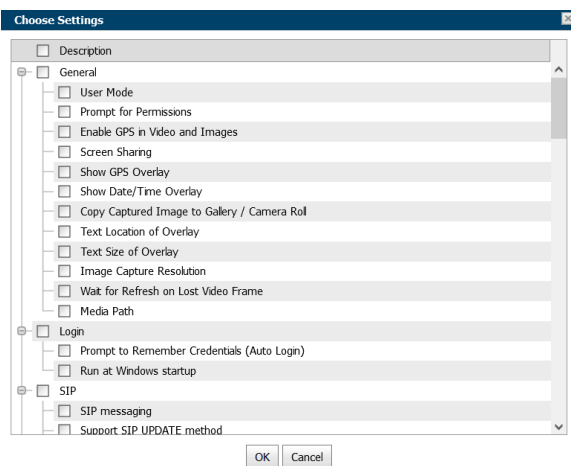 Choose Settings
Description
General
User Mode
Prompt for Permissions
Enable GPS in Video and Images
Screen Sharing
Show GPS Overlay
Show Date/Time Overlay
Copy Captured Image to Gallery / Camera Roll
Text Location of Overlay
Text Size of Overlay
Image Capture Resolution
Wait for Refresh on Lost Video Frame
Media Path
Login
Prompt to Remember Credentials (Auto Login)
Run at Windows startup
SIP
SIP messaging
Support SIP UPDATE method
OK Cancel